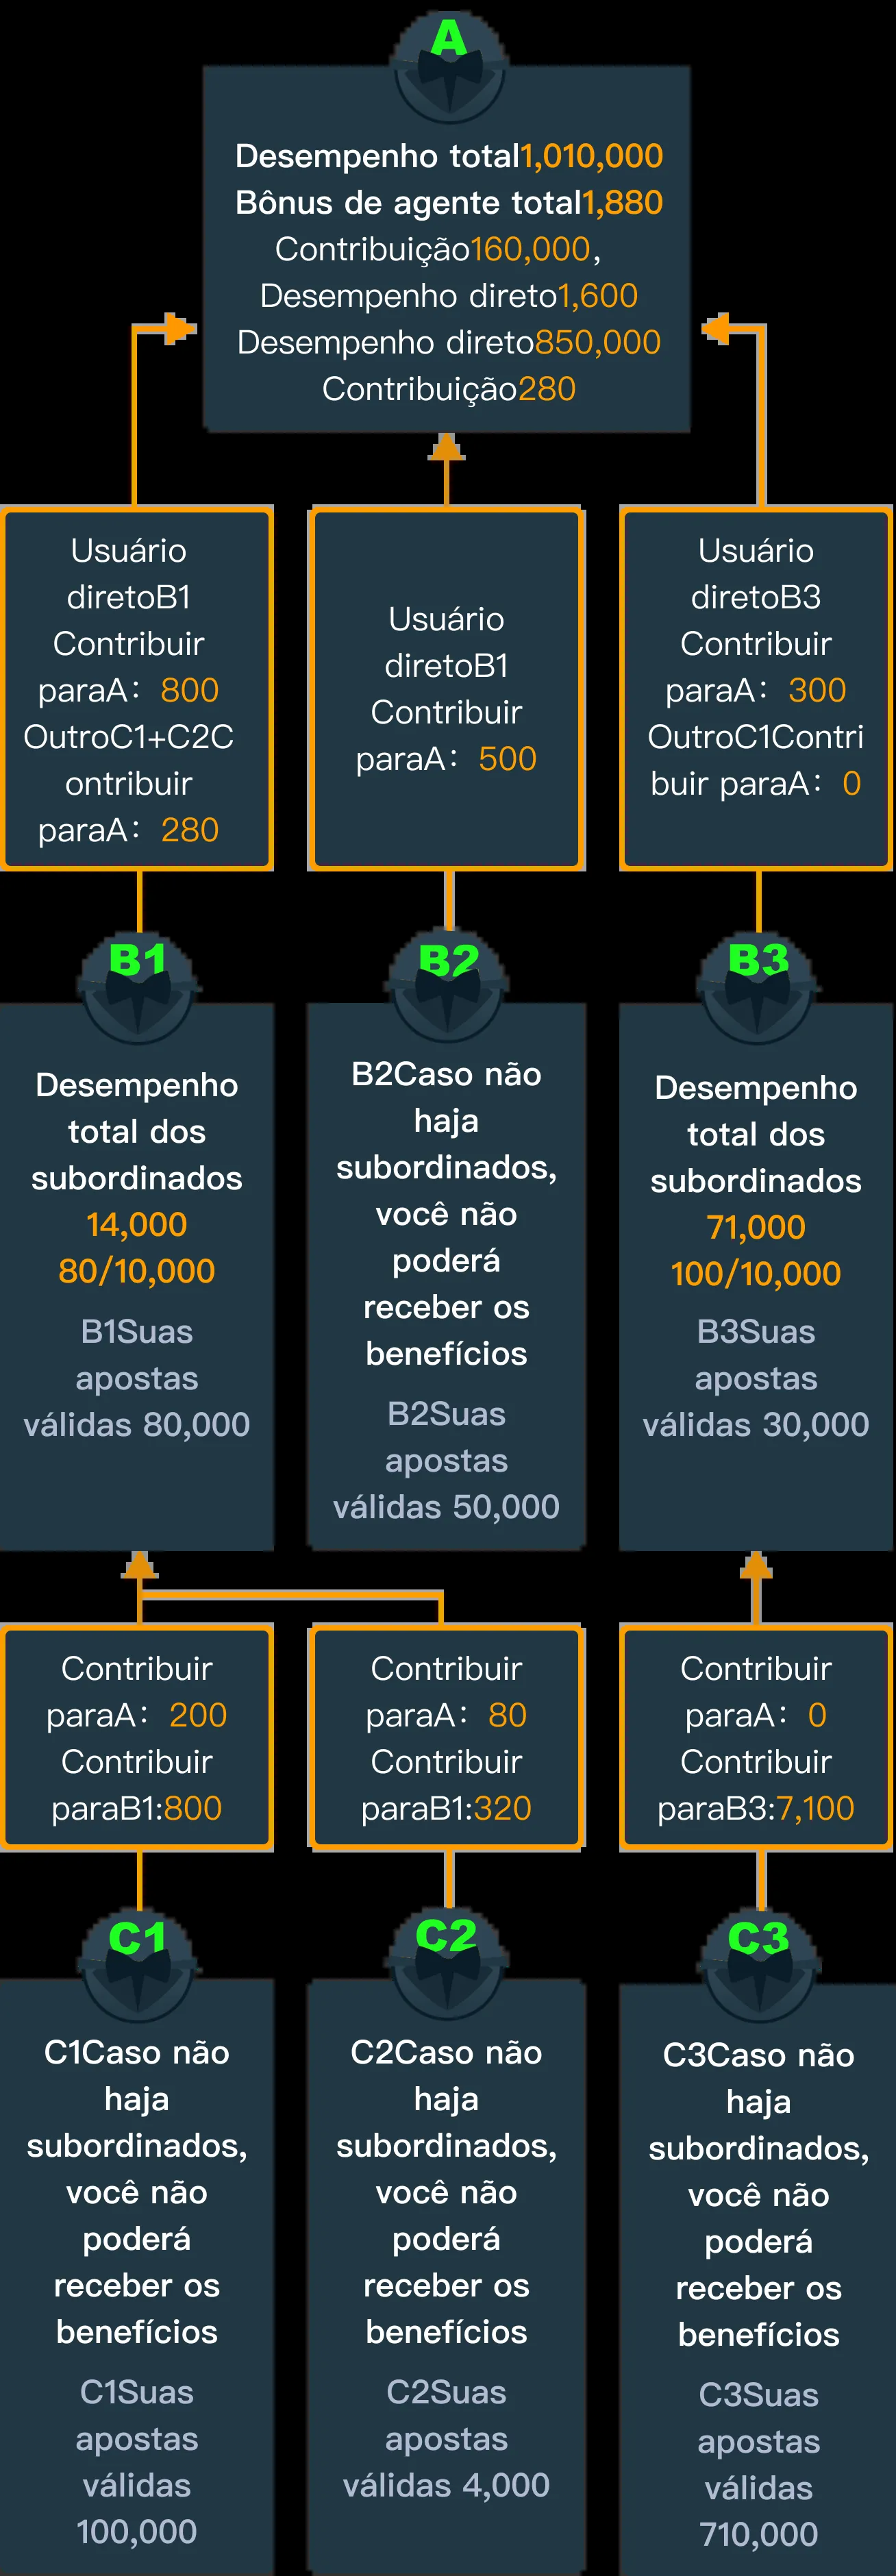 A
Desempenho total1,010,000
Bônus de agente total1,880
Contribuição160,000,
Desempenho direto1,600
Desempenho direto850,000
Contribuição280
Usuário
diretoB1
Contribuir
paraA: 800
OutroC1+C2C
ontribuir
paraA: 280
Usuário
diretoB1
Contribuir
paraA: 500
Usuário
diretoB3
Contribuir
paraA: 300
OutroC1Contri
buir paraA: 0
B1
Desempenho
total dos
subordinados
14,000
80/10,000
B1Suas
apostas
válidas 80,000
B2
B2Caso não
haja
subordinados,
você não
poderá
receber os
benefícios
B2Suas
apostas
válidas 50,000
B3
Desempenho
total dos
subordinados
71,000
100/10,000
B3Suas
apostas
válidas 30,000
Contribuir
paraA: 200
Contribuir
paraB1:800
Contribuir
paraA: 80
Contribuir
paraB1:320
Contribuir
paraA: 0
Contribuir
paraB3:7,100
C1
C1Caso não
haja
subordinados,
você não
poderá
receber os
benefícios
C1Suas
apostas
válidas
100,000
C2
C2Caso não
haja
subordinados,
você não
poderá
receber os
benefícios
C2Suas
apostas
válidas 4,000
C3
C3Caso não
haja
subordinados,
você não
poderá
receber os
benefícios
C3Suas
apostas
válidas
710,000